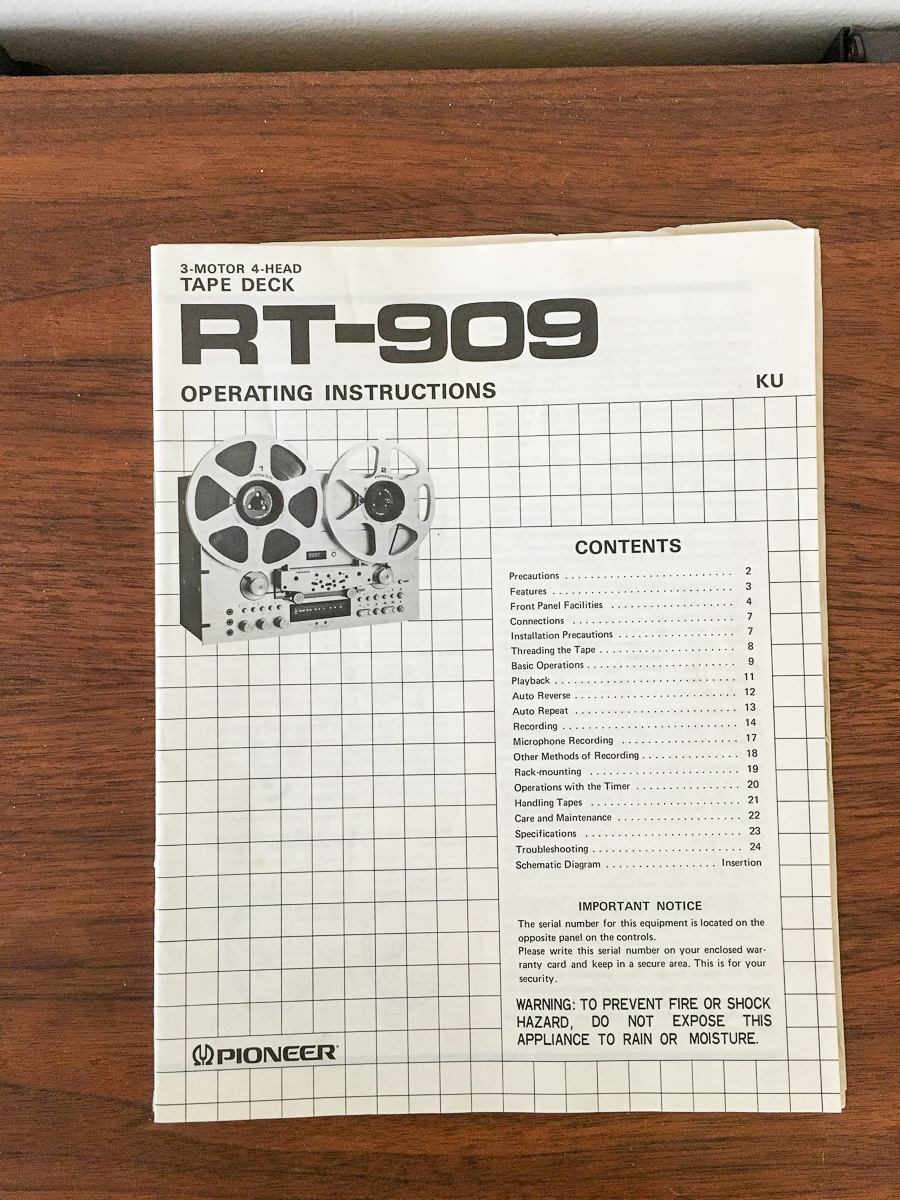 3-MOTOR 4-HEAD
TAPE DECK
RT-909
OPERATING INSTRUCTIONS
KU
1
PIONEER
2
PIONEER
CONTENTS
Precautions . . . . . . . . . . . . . . . . . . . . . . . . . . 2
Features . . . . . . . . . . . . . . . . . . . . . . . . . . . . 3
Front Panel Facilities . . . . . . . . . . . . . . . . . . . 4
Connections . . . . . . . . . . . . . . . . . . . . . . . . . 7
Installation Precautions . . . . . . . . . . . . . . . . . . 7
Threading the Tape . . . . . . . . . . . . . . . . . . . . . 8
Basic Operations . . . . . . . . . . . . . . . . . . . . . . . 9
Playback . . . . . . . . . . . . . . . . . . . . . . . . . . . . 11
Auto Reverse . . . . . . . . . . . . . . . . . . . . . . . . . 12
Auto Repeat . . . . . . . . . . . . . . . . . . . . . . . . . 13
Recording . . . . . . . . . . . . . . . . . . . . . . . . . . . 14
Microphone Recording . . . . . . . . . . . . . . . . . . 17
Other Methods of Recording . . . . . . . . . . . . . . . 18
Rack-mounting . . . . . . . . . . . . . . . . . . . . . . . 19
Operations with the Timer . . . . . . . . . . . . . . . . 20
Handling Tapes . . . . . . . . . . . . . . . . . . . . . . . 21
Care and Maintenance . . . . . . . . . . . . . . . . . . . 22
Specifications . . . . . . . . . . . . . . . . . . . . . . . . 23
Troubleshooting . . . . . . . . . . . . . . . . . . . . . . . 24
Schematic Diagram . . . . . . . . . . . . . . . . . Insertion
IMPORTANT NOTICE
The serial number for this equipment is located on the
opposite panel on the controls.
Please write this serial number on your enclosed war-
ranty card and keep in a secure area. This is for your
security.
WARNING: TO PREVENT FIRE OR SHOCK
HAZARD, DO NOT EXPOSE THIS
APPLIANCE TO RAIN OR MOISTURE.
PIONEER